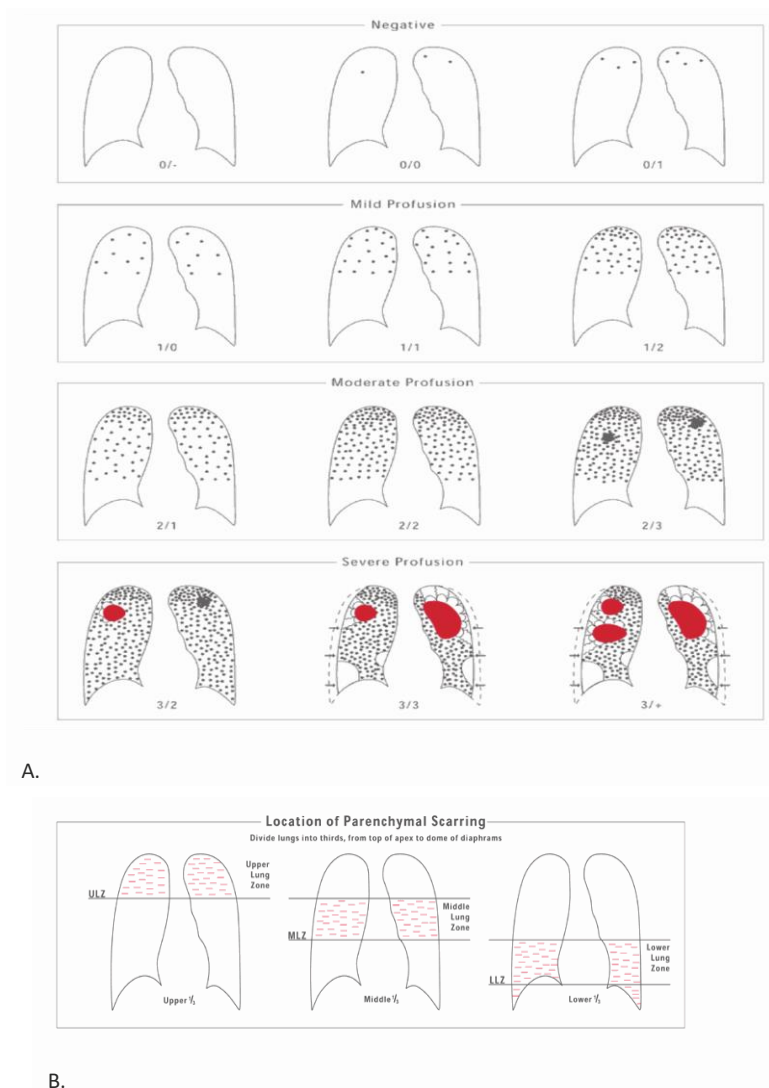 Negative
0/- 0/0 0/1
Mild Profusion
1/0 1/1 1/2
Moderate Profusion
2/1 2/2 2/3
Severe Profusion
3/2 3/3 3/+
A.
Location of Parenchymal Scarring
Divide lungs into thirds, from top of apex to dome of diaphrams
Upper
Lung
Zone
ULZ
Upper 1/3
Middle
Lung
Zone
MLZ
Middle 1/3
Lower
Lung
Zone
LLZ
Lower 1/3
B.